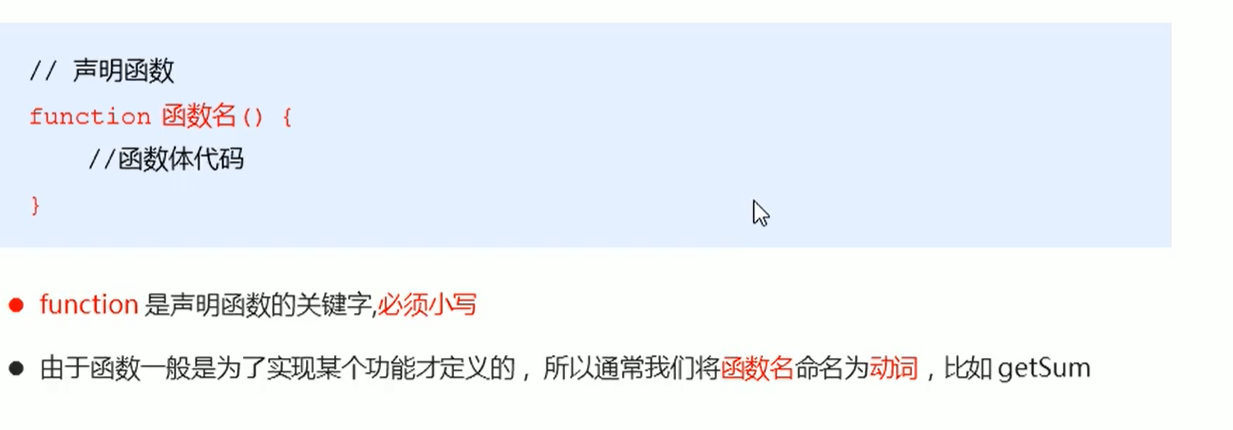 // 声明函数
function 函数名() {
//函数体代码
}
function 是声明函数的关键字,必须小写
由于函数一般是为了实现某个功能才定义的，所以通常我们将函数名命名为动词，比如 getSum